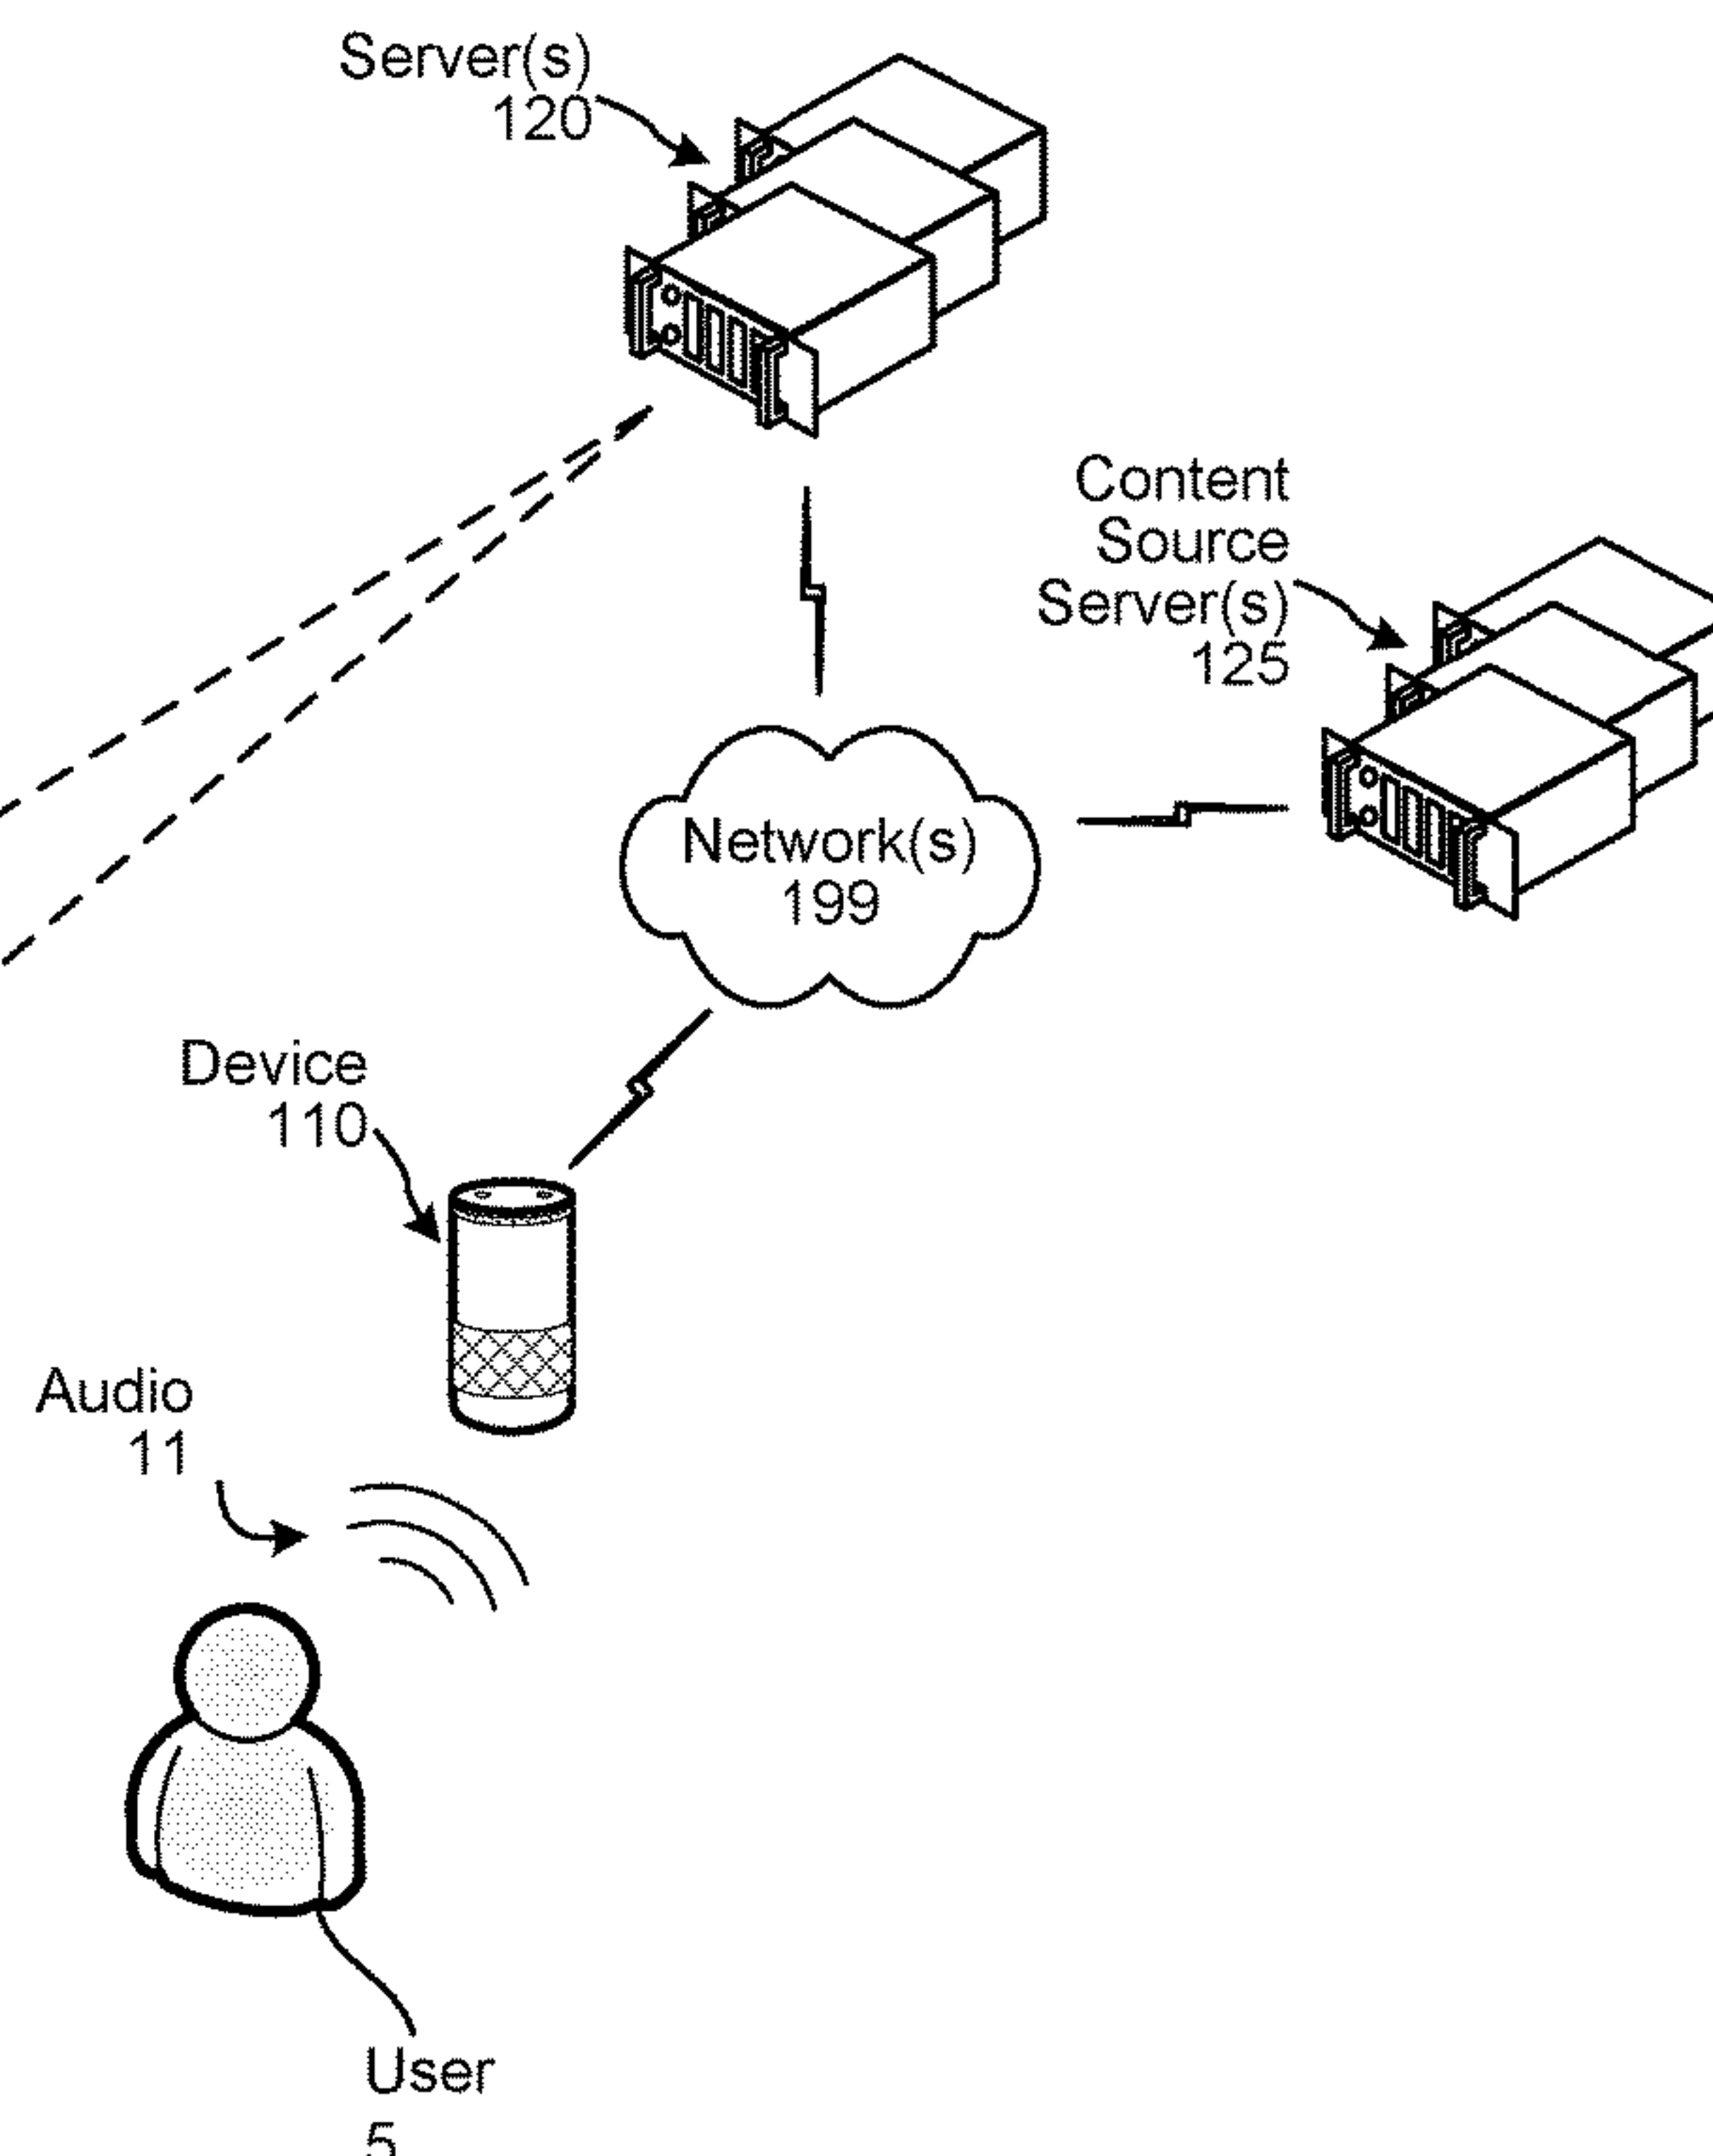 Server(s)
120
Content
Source
Server(s)
125
Network(s)
199
Device
110
Audio
11
User
5